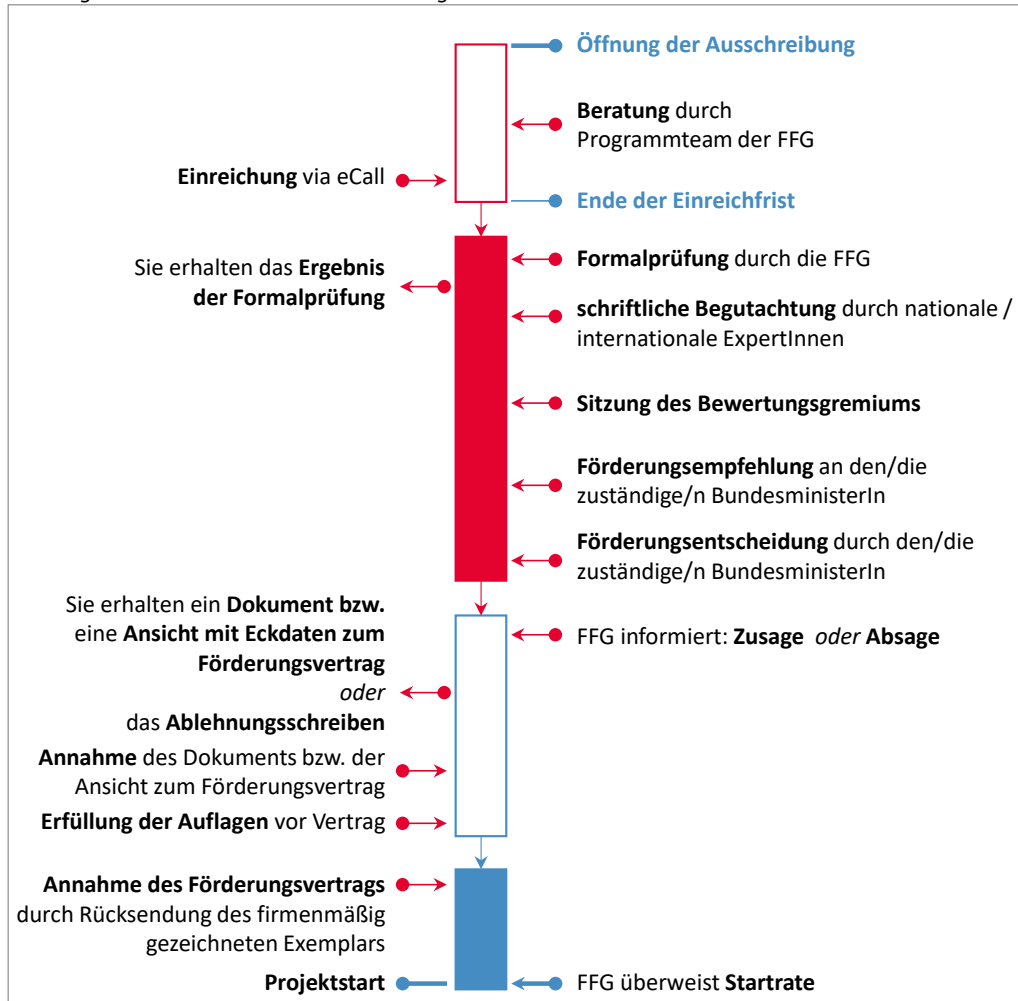 Öffnung der Ausschreibung
Beratung durch
Programmteam der FFG
Einreichung via eCall
Ende der Einreichfrist
Formalprüfung durch die FFG
Sie erhalten das Ergebnis
der Formalprüfung
schriftliche Begutachtung durch nationale /
internationale ExpertInnen
Sitzung des Bewertungsgremiums
Förderungsempfehlung an den/die
zuständige/n BundesministerIn
Förderungsentscheidung durch den/die
zuständige/n BundesministerIn
Sie erhalten ein Dokument bzw.
eine Ansicht mit Eckdaten zum
Förderungsvertrag
oder
das Ablehnungsschreiben
FFG informiert: Zusage oder Absage
Annahme des Dokuments bzw. der
Ansicht zum Förderungsvertrag
Erfüllung der Auflagen vor Vertrag
Annahme des Förderungsvertrags
durch Rücksendung des firmenmäßig
gezeichneten Exemplars
Projektstart
FFG überweist Startrate